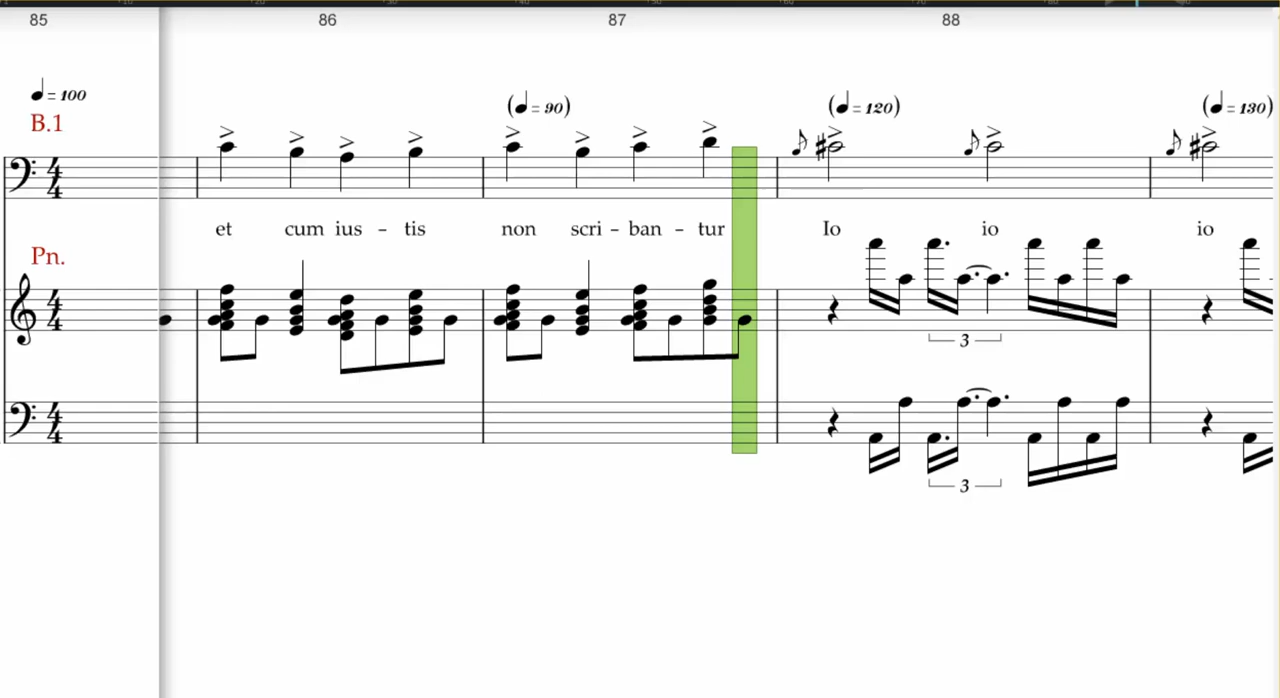 85 86 87 88
♩= 100 (♩= 90) (♩= 120) (♩= 130)
B.1
et cum ius – tis non scri – ban – tur Io io io
Pn.
3
3